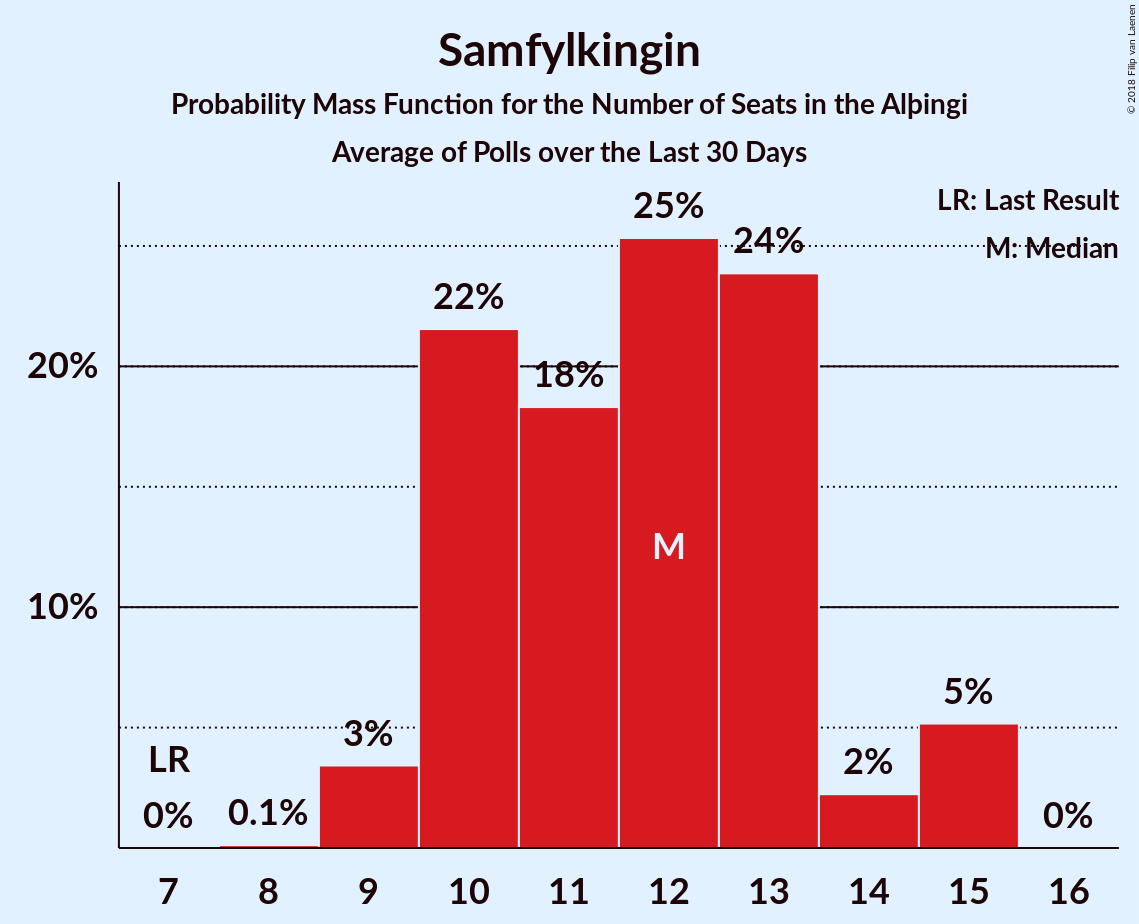 Samfylkingin
Probability Mass Function for the Number of Seats in the Alþingi
Average of Polls over the Last 30 Days
© 2018 Filip van Laenen
LR: Last Result
M: Median
25%
24%
22%
20%
18%
M
10%
5%
3%
2%
LR
0%
0.1%
0%
7 8 9 10 11 12 13 14 15 16